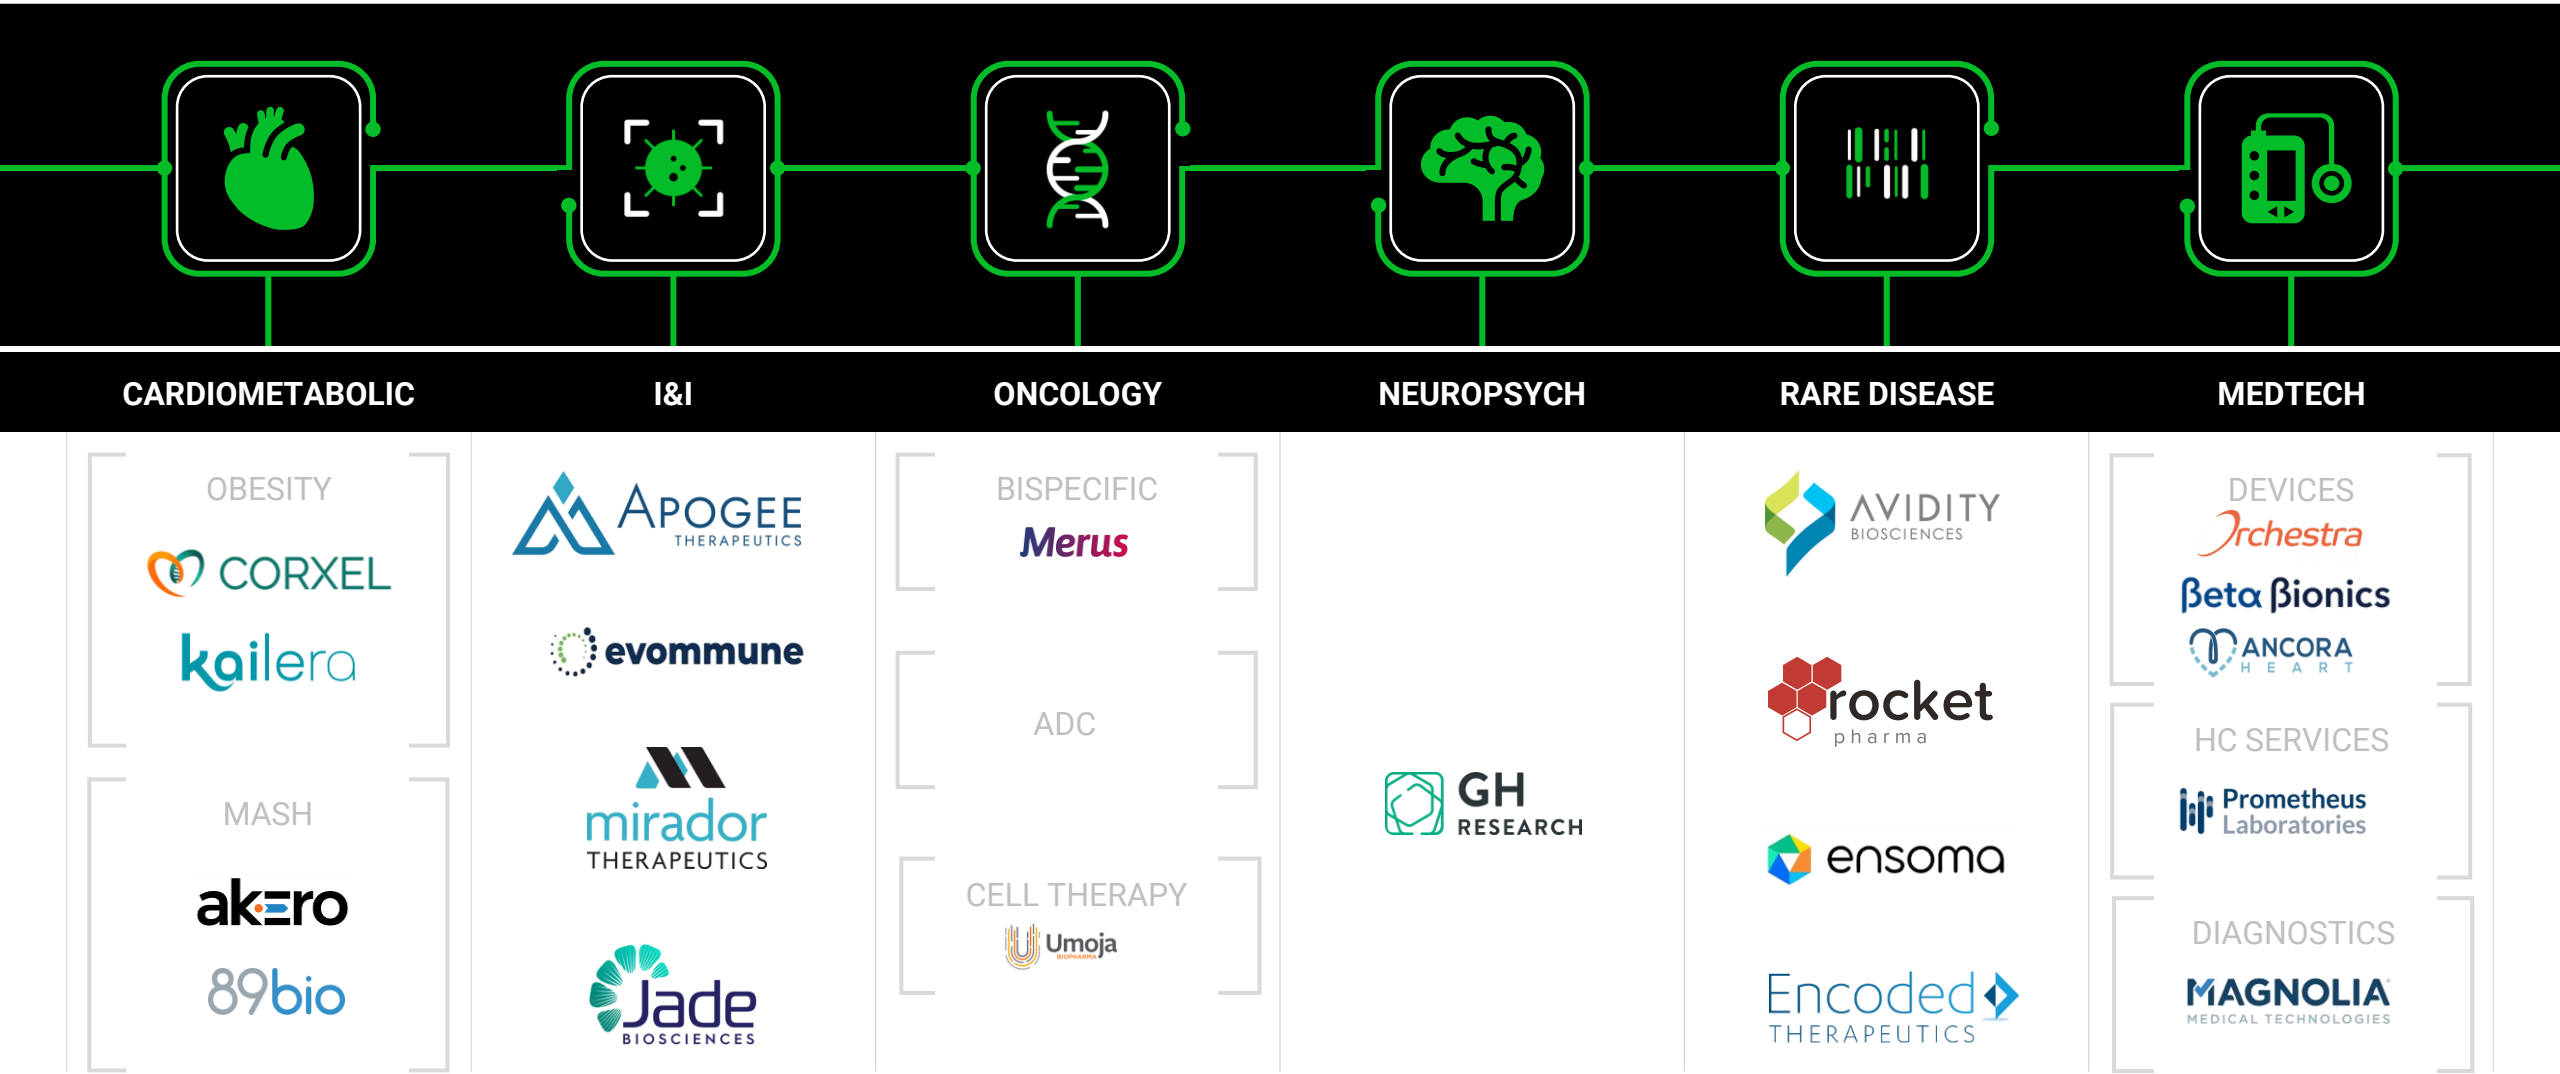 CARDIOMETABOLIC
I&I
ONCOLOGY
NEUROPSYCH
RARE DISEASE
MEDTECH
OBESITY
CORXEL
kailera
MASH
akero
89bio
APOGEE
THERAPEUTICS
evommune
mirador
THERAPEUTICS
Jade
BIOSCIENCES
BISPECIFIC
Merus
ADC
CELL THERAPY
Umoja
BIOPHARMA
GH
RESEARCH
AVIDITY
BIOSCIENCES
rocket
pharma
ensoma
Encoded
THERAPEUTICS
DEVICES
Orchestra
Beta Bionics
ANCORA
HEART
HC SERVICES
Prometheus
Laboratories
DIAGNOSTICS
MAGNOLIA
MEDICAL TECHNOLOGIES